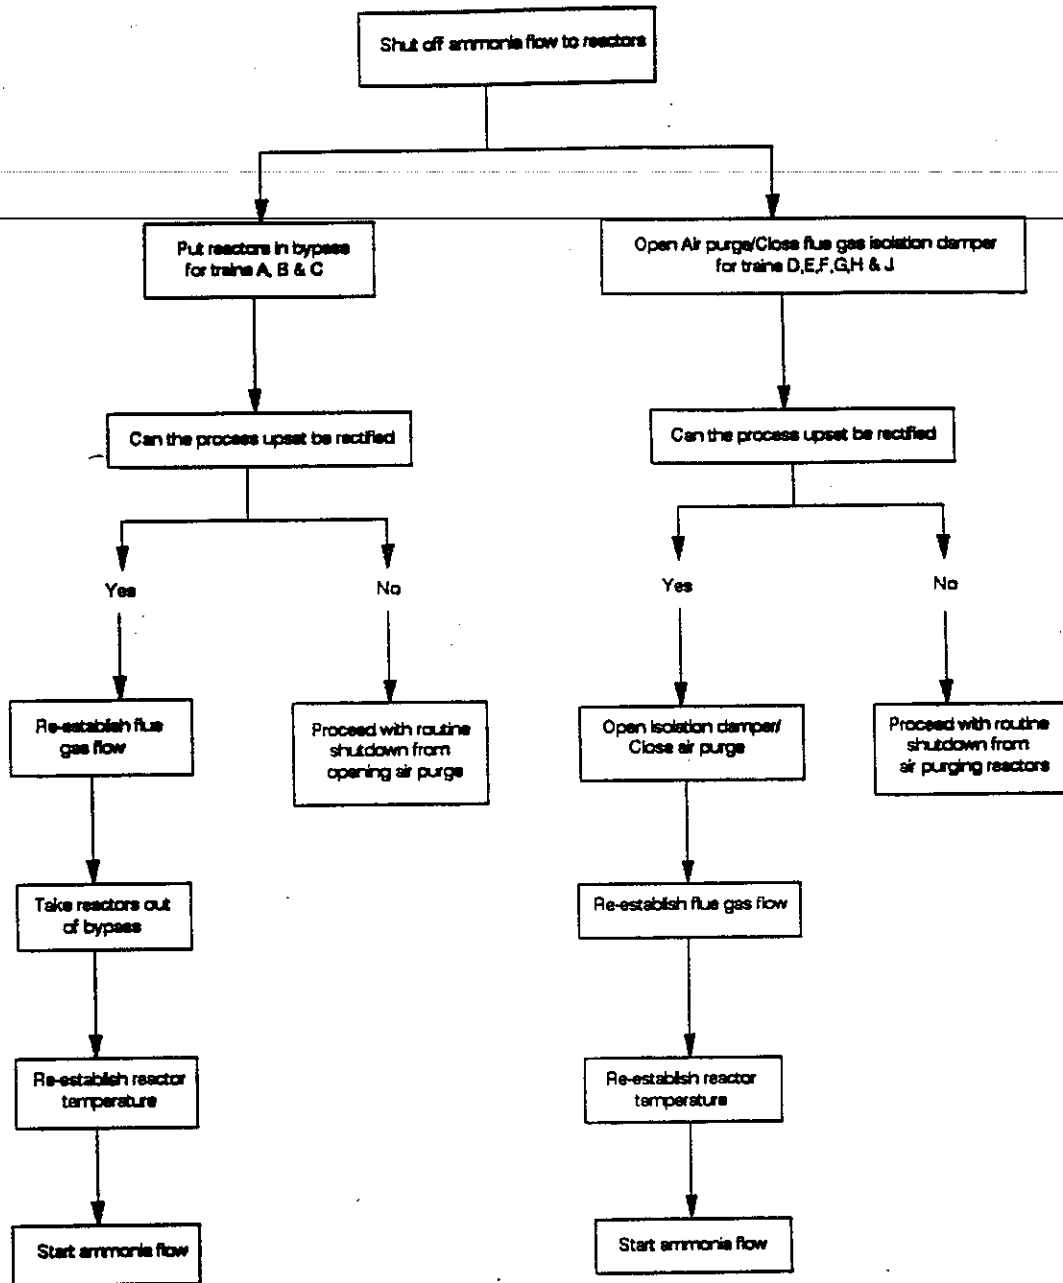 Shut off ammonia flow to reactors
Put reactors in bypass
for trains A, B & C
Open Air purge/Close flue gas isolation damper
for trains D,E,F,G,H & J
Can the process upset be rectified
Can the process upset be rectified
Yes
No
Yes
No
Re-establish flue
gas flow
Proceed with routine
shutdown from
opening air purge
Open isolation damper/
Close air purge
Proceed with routine
shutdown from
air purging reactors
Take reactors out
of bypass
Re-establish flue gas flow
Re-establish reactor
temperature
Re-establish reactor
temperature
Start ammonia flow
Start ammonia flow